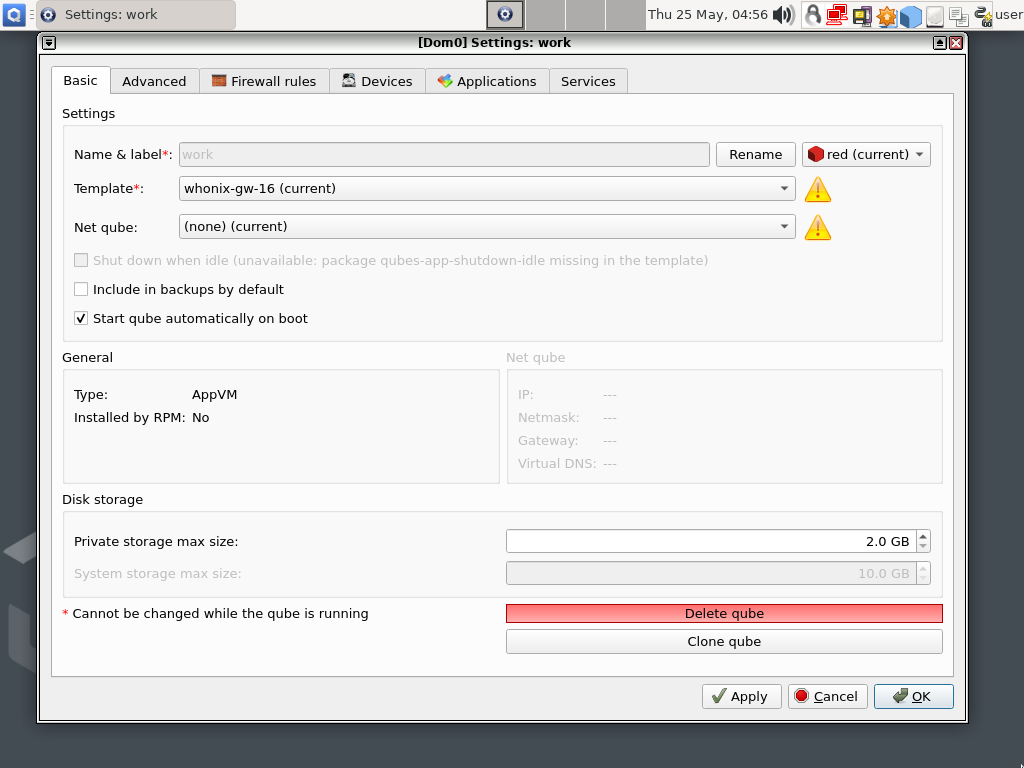 Settings: work
Thu 25 May, 04:56
user
[Dom0] Settings: work
Basic
Advanced
Firewall rules
Devices
Applications
Services
Settings
Name & label*:
work
Rename
red (current)
Template*:
whonix-gw-16 (current)
Net qube:
(none) (current)
Shut down when idle (unavailable: package qubes-app-shutdown-idle missing in the template)
Include in backups by default
Start qube automatically on boot
General
Type: AppVM
Installed by RPM: No
Net qube
IP: ---
Netmask: ---
Gateway: ---
Virtual DNS: ---
Disk storage
Private storage max size:
2.0 GB
System storage max size:
10.0 GB
* Cannot be changed while the qube is running
Delete qube
Clone qube
Apply
Cancel
OK